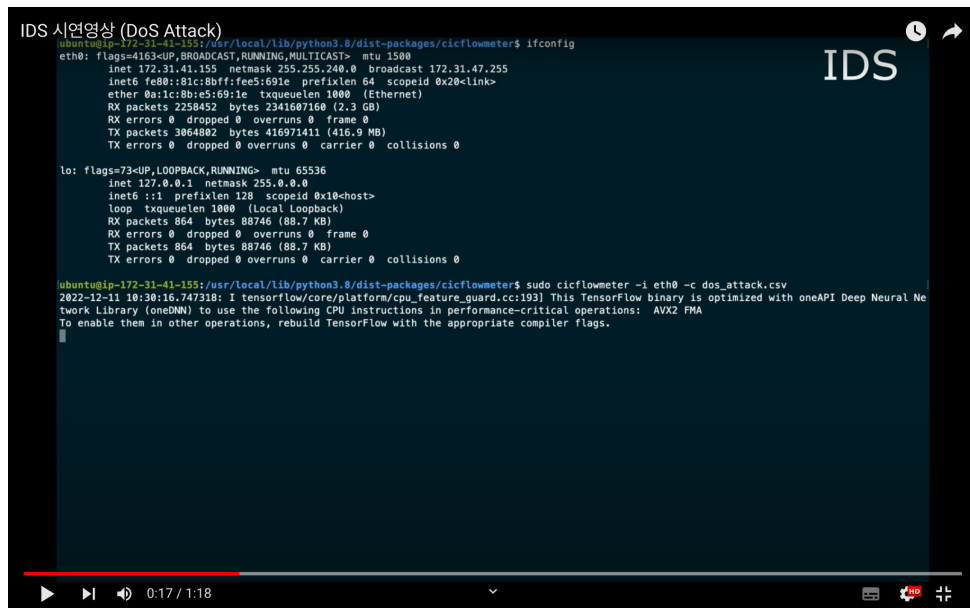 IDS 시연영상 (DoS Attack)
ubuntu@ip-172-31-41-155:/usr/local/lib/python3.8/dist-packages/cicflowmeter$ ifconfig
IDS
eth0: flags=4163<UP,BROADCAST,RUNNING,MULTICAST>  mtu 1500
        inet 172.31.41.155  netmask 255.255.240.0  broadcast 172.31.47.255
        inet6 fe80::81c:8bff:fee5:691e  prefixlen 64  scopeid 0x20<link>
        ether 0a:1c:8b:e5:69:1e  txqueuelen 1000  (Ethernet)
        RX packets 2258452  bytes 2341607160 (2.3 GB)
        RX errors 0  dropped 0  overruns 0  frame 0
        TX packets 3064802  bytes 416971411 (416.9 MB)
        TX errors 0  dropped 0 overruns 0  carrier 0  collisions 0
lo: flags=73<UP,LOOPBACK,RUNNING>  mtu 65536
        inet 127.0.0.1  netmask 255.0.0.0
        inet6 ::1  prefixlen 128  scopeid 0x10<host>
        loop  txqueuelen 1000  (Local Loopback)
        RX packets 864  bytes 88746 (88.7 KB)
        RX errors 0  dropped 0  overruns 0  frame 0
        TX packets 864  bytes 88746 (88.7 KB)
        TX errors 0  dropped 0 overruns 0  carrier 0  collisions 0
ubuntu@ip-172-31-41-155:/usr/local/lib/python3.8/dist-packages/cicflowmeter$ sudo cicflowmeter -i eth0 -c dos_attack.csv
2022-12-11 10:30:16.747318: I tensorflow/core/platform/cpu_feature_guard.cc:193] This TensorFlow binary is optimized with oneAPI Deep Neural Ne
twork Library (oneDNN) to use the following CPU instructions in performance-critical operations:  AVX2 FMA
To enable them in other operations, rebuild TensorFlow with the appropriate compiler flags.
0:17 / 1:18
HD